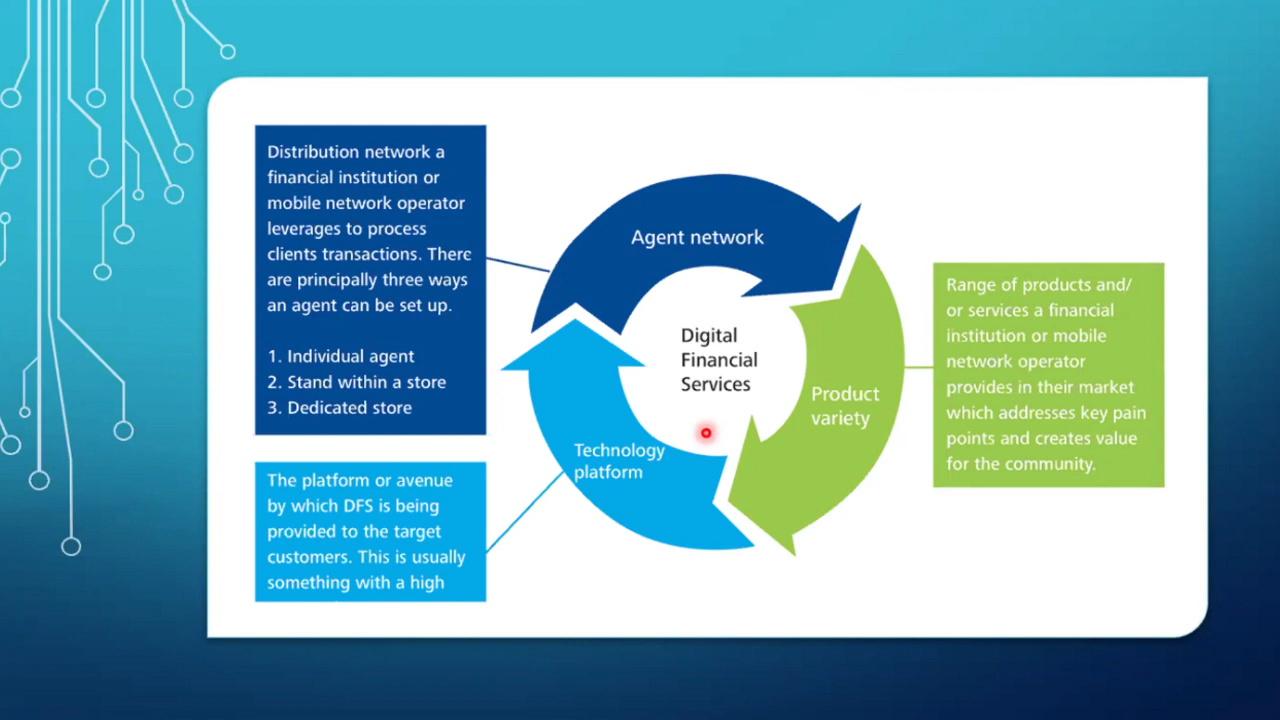 Distribution network a
financial institution or
mobile network operator
leverages to process
clients transactions. There
are principally three ways
an agent can be set up.
1. Individual agent
2. Stand within a store
3. Dedicated store
The platform or avenue
by which DFS is being
provided to the target
customers. This is usually
something with a high
Agent network
Digital
Financial
Services
Product
variety
Technology
platform
Range of products and/
or services a financial
institution or mobile
network operator
provides in their market
which addresses key pain
points and creates value
for the community.